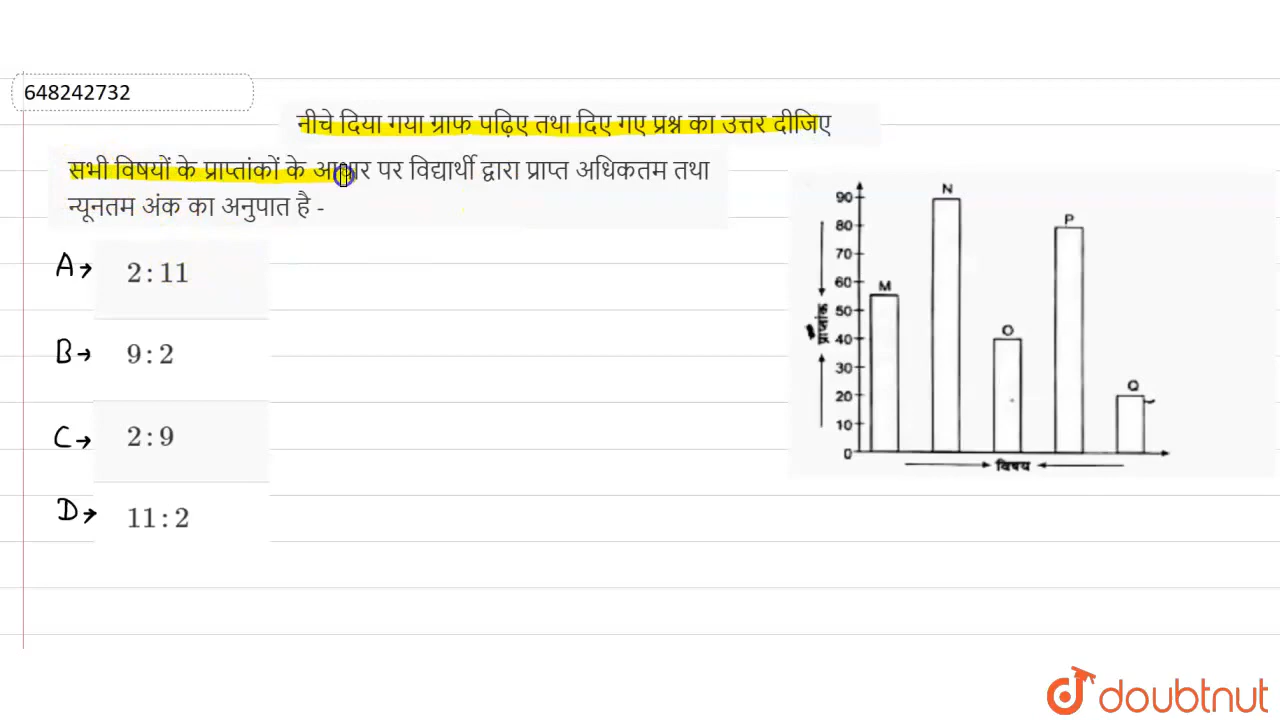 648242732
नीचे दिया गया ग्राफ पढ़िए तथा दिए गए प्रश्न का उत्तर दीजिए
सभी विषयों के प्राप्तांकों के आधार पर विद्यार्थी द्वारा प्राप्त अधिकतम तथा
न्यूनतम अंक का अनुपात है -
A→ 2 : 11
B→ 9 : 2
C→ 2 : 9
D→ 11 : 2
90
80
70
60
50
40
30
20
10
0
प्राप्तांक
M
N
O
P
Q
विषय
doubtnut